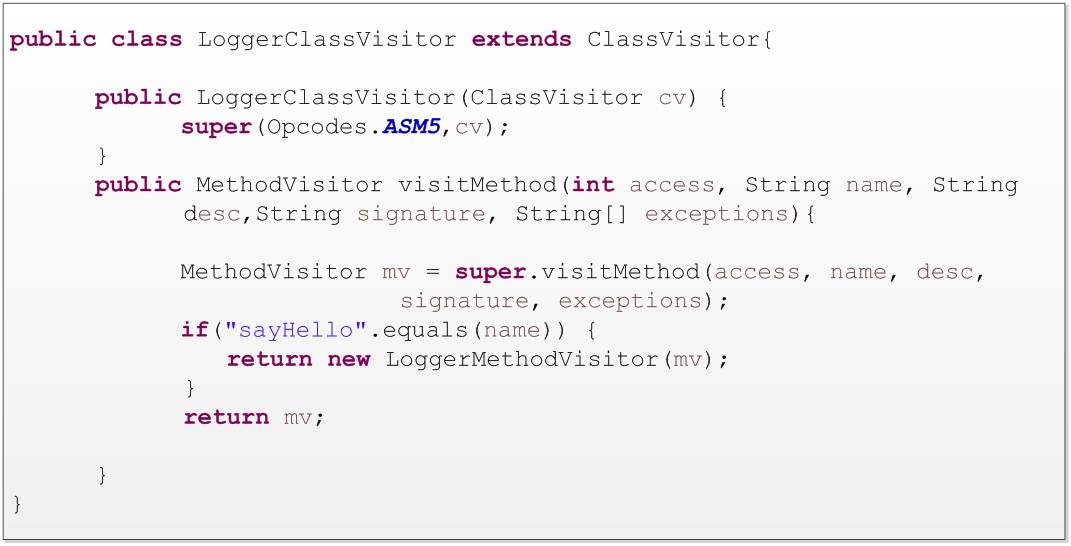 public class LoggerClassVisitor extends ClassVisitor{
public LoggerClassVisitor(ClassVisitor cv) {
super(Opcodes.ASM5,cv);
}
public MethodVisitor visitMethod(int access, String name, String
desc,String signature, String[] exceptions){
MethodVisitor mv = super.visitMethod(access, name, desc,
signature, exceptions);
if("sayHello".equals(name)) {
return new LoggerMethodVisitor(mv);
}
return mv;
}
}